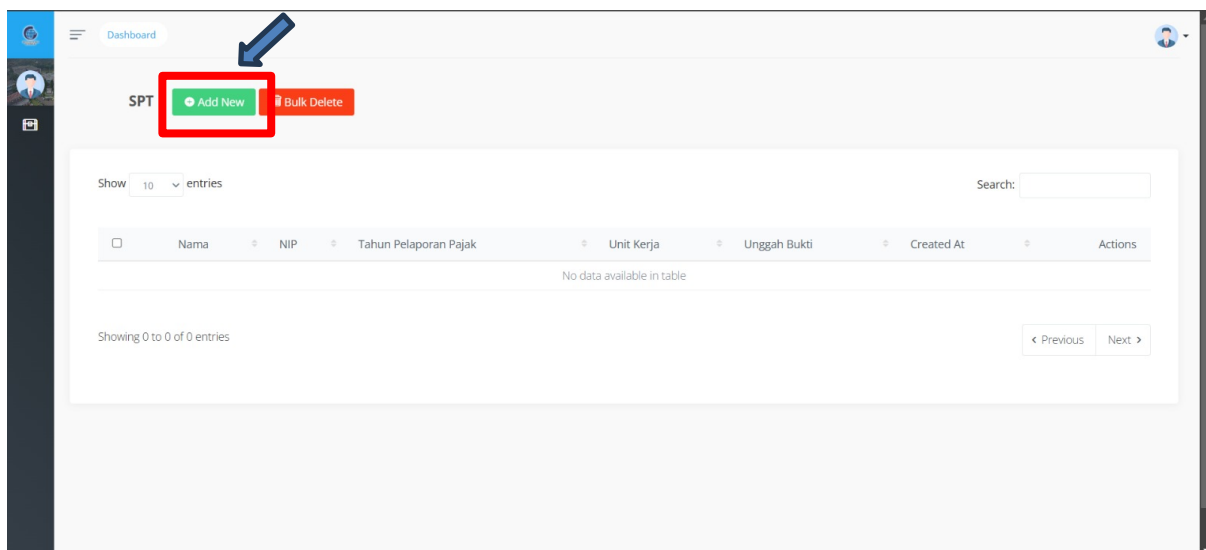 Dashboard
SPT Add New Bulk Delete
Show 10 entries Search:
Nama NIP Tahun Pelaporan Pajak Unit Kerja Unggah Bukti Created At Actions
No data available in table
Showing 0 to 0 of 0 entries
Previous Next